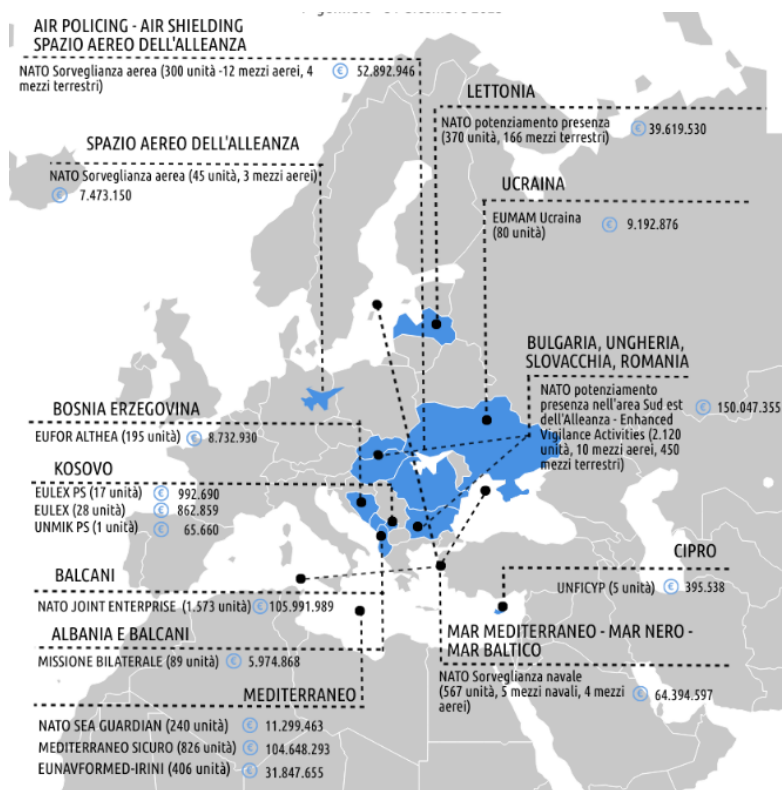 AIR POLICING - AIR SHIELDING
SPAZIO AEREO DELL'ALLEANZA
NATO Sorveglianza aerea (300 unità -12 mezzi aerei, 4
mezzi terrestri)
€ 52.892.946
LETTONIA
NATO potenziamento presenza
(370 unità, 166 mezzi terrestri)
€ 39.619.530
SPAZIO AEREO DELL'ALLEANZA
NATO Sorveglianza aerea (45 unità, 3 mezzi aerei)
€ 7.473.150
UCRAINA
EUMAM Ucraina
(80 unità)
€ 9.192.876
BULGARIA, UNGHERIA,
SLOVACCHIA, ROMANIA
NATO potenziamento
presenza nell'area Sud est
dell'Alleanza - Enhanced
Vigilance Activities (2.120
unità, 10 mezzi aerei, 450
mezzi terrestri)
€ 150.047.355
BOSNIA ERZEGOVINA
EUFOR ALTHEA (195 unità) € 8.732.930
KOSOVO
EULEX PS (17 unità) € 992.690
EULEX (28 unità) € 862.859
UNMIK PS (1 unità) € 65.660
BALCANI
NATO JOINT ENTERPRISE (1.573 unità) € 105.991.989
CIPRO
UNFICYP (5 unità) € 395.538
ALBANIA E BALCANI
MISSIONE BILATERALE (89 unità) € 5.974.868
MAR MEDITERRANEO - MAR NERO -
MAR BALTICO
NATO Sorveglianza navale
(567 unità, 5 mezzi navali, 4 mezzi
aerei)
€ 64.394.597
MEDITERRANEO
NATO SEA GUARDIAN (240 unità) € 11.299.463
MEDITERRANEO SICURO (826 unità) € 104.648.293
EUNAVFORMED-IRINI (406 unità) € 31.847.655